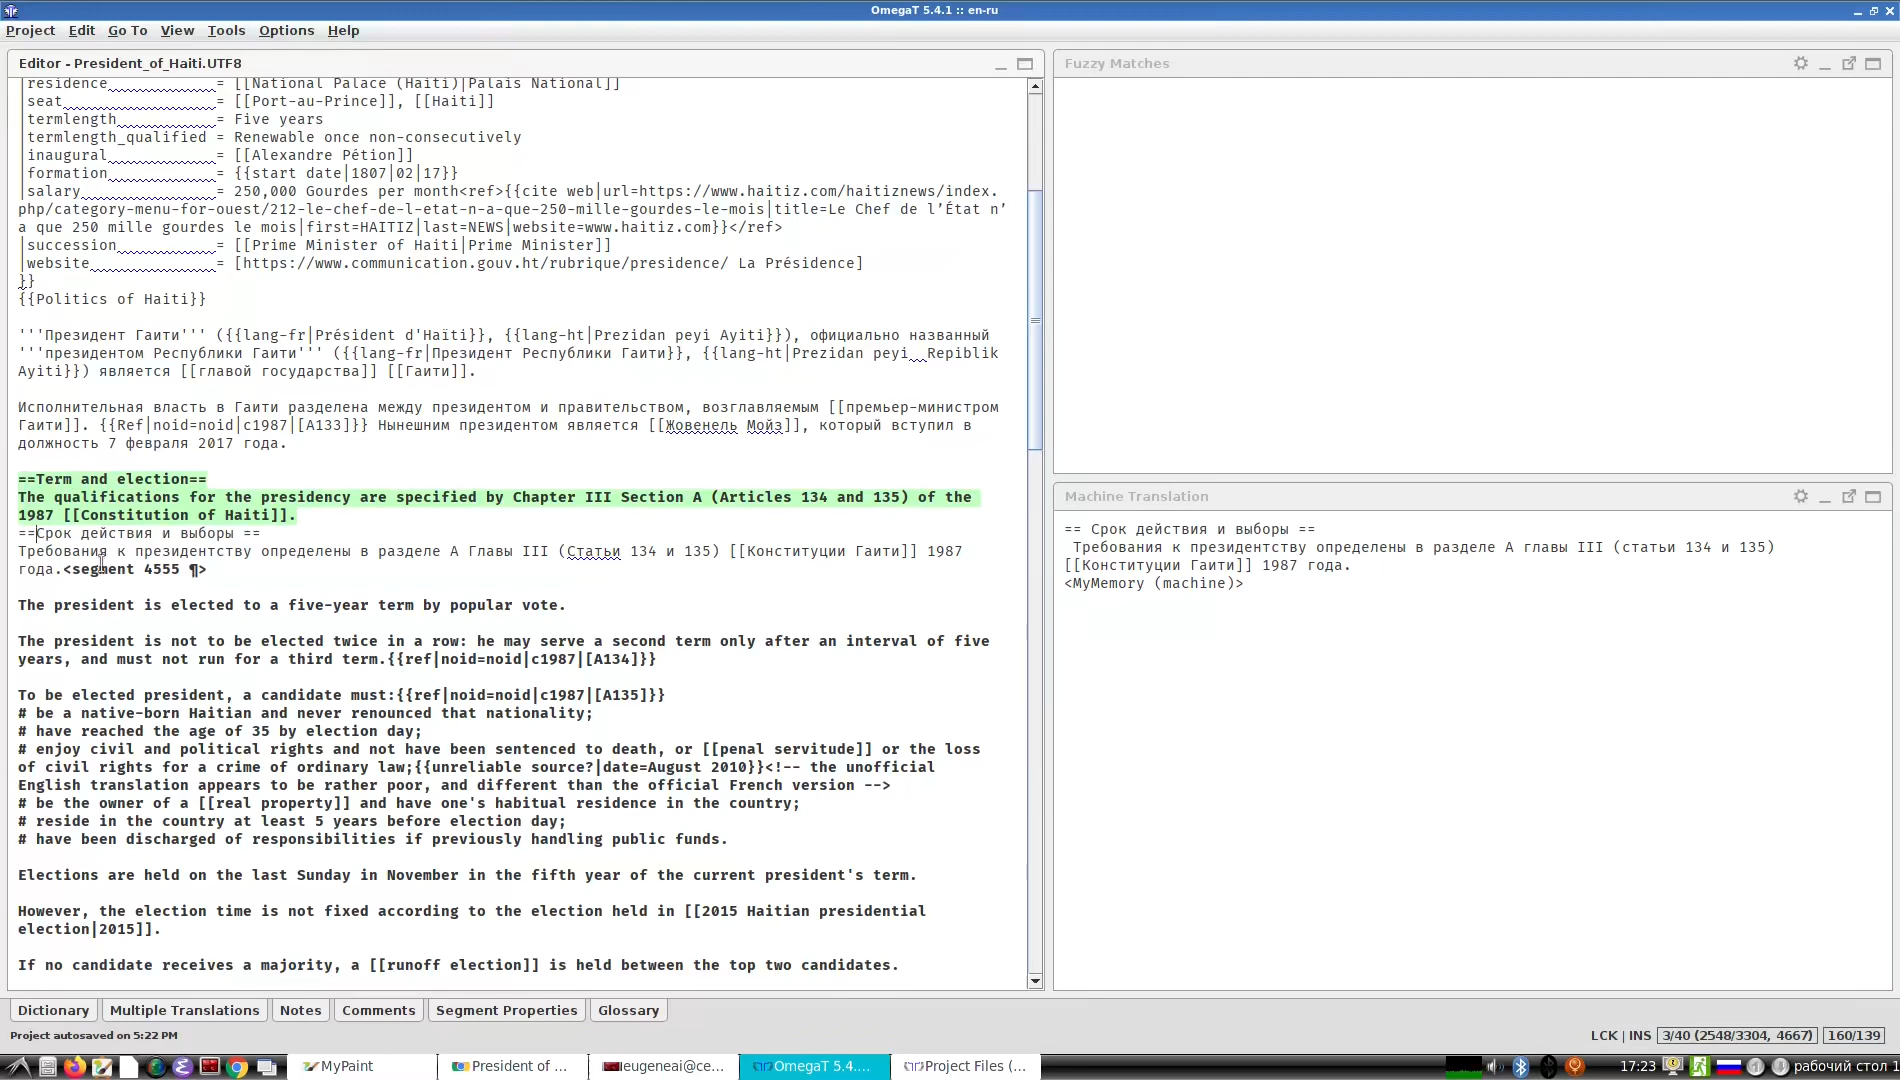 OmegaT 5.4.1 :: en-ru
Project Edit Go To View Tools Options Help
Editor - President_of_Haiti.UTF8
|residence = [[National Palace (Haiti)|Palais National]]
|seat = [[Port-au-Prince]], [[Haiti]]
|termlength = Five years
|termlength_qualified = Renewable once non-consecutively
|inaugural = [[Alexandre Pétion]]
|formation = {{start date|1807|02|17}}
|salary = 250,000 Gourdes per month<ref>{{cite web|url=https://www.haitiz.com/haitiznews/index.
php/category-menu-for-ouest/212-le-chef-de-l-etat-n-a-que-250-mille-gourdes-le-mois|title=Le Chef de l’État n’
a que 250 mille gourdes le mois|first=HAITIZ|last=NEWS|website=www.haitiz.com}}</ref>
|succession = [[Prime Minister of Haiti|Prime Minister]]
|website = [https://www.communication.gouv.ht/rubrique/presidence/ La Présidence]
}}
{{Politics of Haiti}}
'''Президент Гаити''' ({{lang-fr|Président d'Haïti}}, {{lang-ht|Prezidan peyi Ayiti}}), официально названный
'''президентом Республики Гаити''' ({{lang-fr|Президент Республики Гаити}}, {{lang-ht|Prezidan peyi  Repiblik
Ayiti}}) является [[главой государства]] [[Гаити]].
Исполнительная власть в Гаити разделена между президентом и правительством, возглавляемым [[премьер-министром
Гаити]]. {{Ref|noid=noid|c1987|[A133]}} Нынешним президентом является [[Жовенель Мойз]], который вступил в
должность 7 февраля 2017 года.
==Term and election==
The qualifications for the presidency are specified by Chapter III Section A (Articles 134 and 135) of the
1987 [[Constitution of Haiti]].
==Срок действия и выборы ==
Требования к президентству определены в разделе А Главы III (Статьи 134 и 135) [[Конституции Гаити]] 1987
года.<segment 4555 ¶>
The president is elected to a five-year term by popular vote.
The president is not to be elected twice in a row: he may serve a second term only after an interval of five
years, and must not run for a third term.{{ref|noid=noid|c1987|[A134]}}
To be elected president, a candidate must:{{ref|noid=noid|c1987|[A135]}}
# be a native-born Haitian and never renounced that nationality;
# have reached the age of 35 by election day;
# enjoy civil and political rights and not have been sentenced to death, or [[penal servitude]] or the loss
of civil rights for a crime of ordinary law;{{unreliable source?|date=August 2010}}<!-- the unofficial
English translation appears to be rather poor, and different than the official French version -->
# be the owner of a [[real property]] and have one's habitual residence in the country;
# reside in the country at least 5 years before election day;
# have been discharged of responsibilities if previously handling public funds.
Elections are held on the last Sunday in November in the fifth year of the current president's term.
However, the election time is not fixed according to the election held in [[2015 Haitian presidential
election|2015]].
If no candidate receives a majority, a [[runoff election]] is held between the top two candidates.
Fuzzy Matches
Machine Translation
== Срок действия и выборы ==
Требования к президентству определены в разделе А главы III (статьи 134 и 135)
[[Конституции Гаити]] 1987 года.
<MyMemory (machine)>
Dictionary Multiple Translations Notes Comments Segment Properties Glossary
Project autosaved on 5:22 PM
LCK | INS 3/40 (2548/3304, 4667) 160/139
MyPaint President of ... eugeneai@ce... OmegaT 5.4.... Project Files (... 17:23 рабочий стол 1